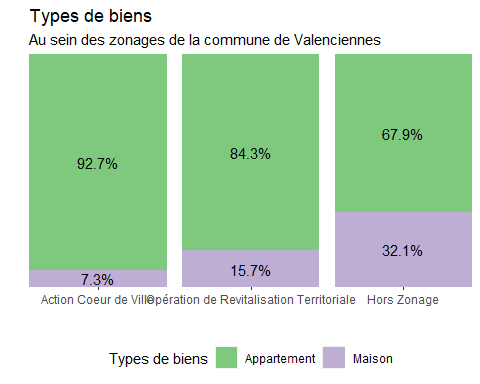 Types de biens
Au sein des zonages de la commune de Valenciennes
92.7%
84.3%
67.9%
7.3%
15.7%
32.1%
Action Coeur de Ville Opération de Revitalisation Territoriale Hors Zonage
Types de biens Appartement Maison